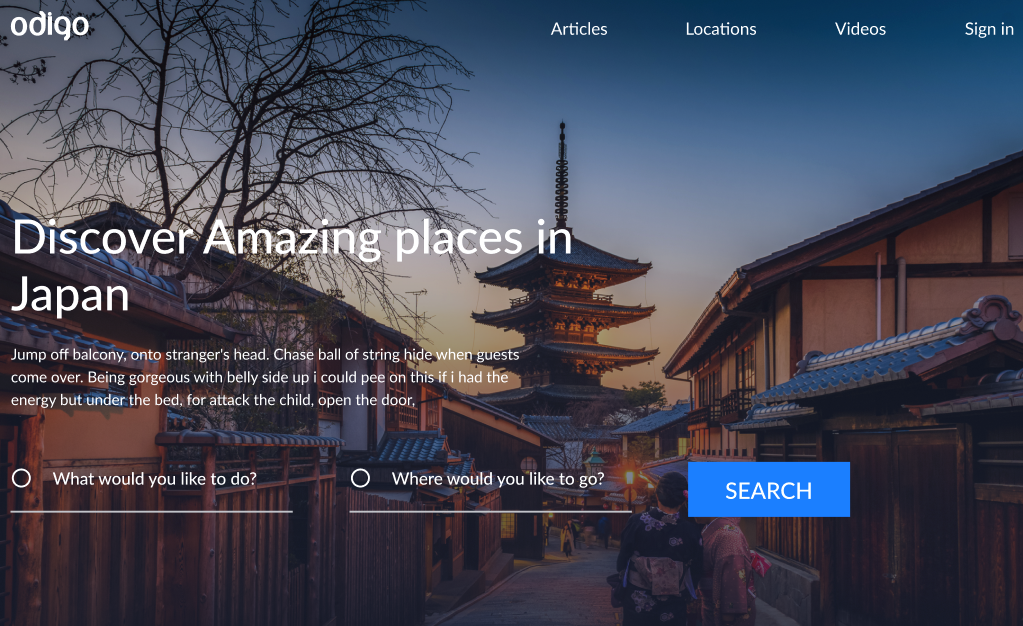 odigo
Articles
Locations
Videos
Sign in
Discover Amazing places in
Japan
Jump off balcony, onto stranger's head. Chase ball of string hide when guests
come over. Being gorgeous with belly side up i could pee on this if i had the
energy but under the bed, for attack the child, open the door,
What would you like to do?
Where would you like to go?
SEARCH